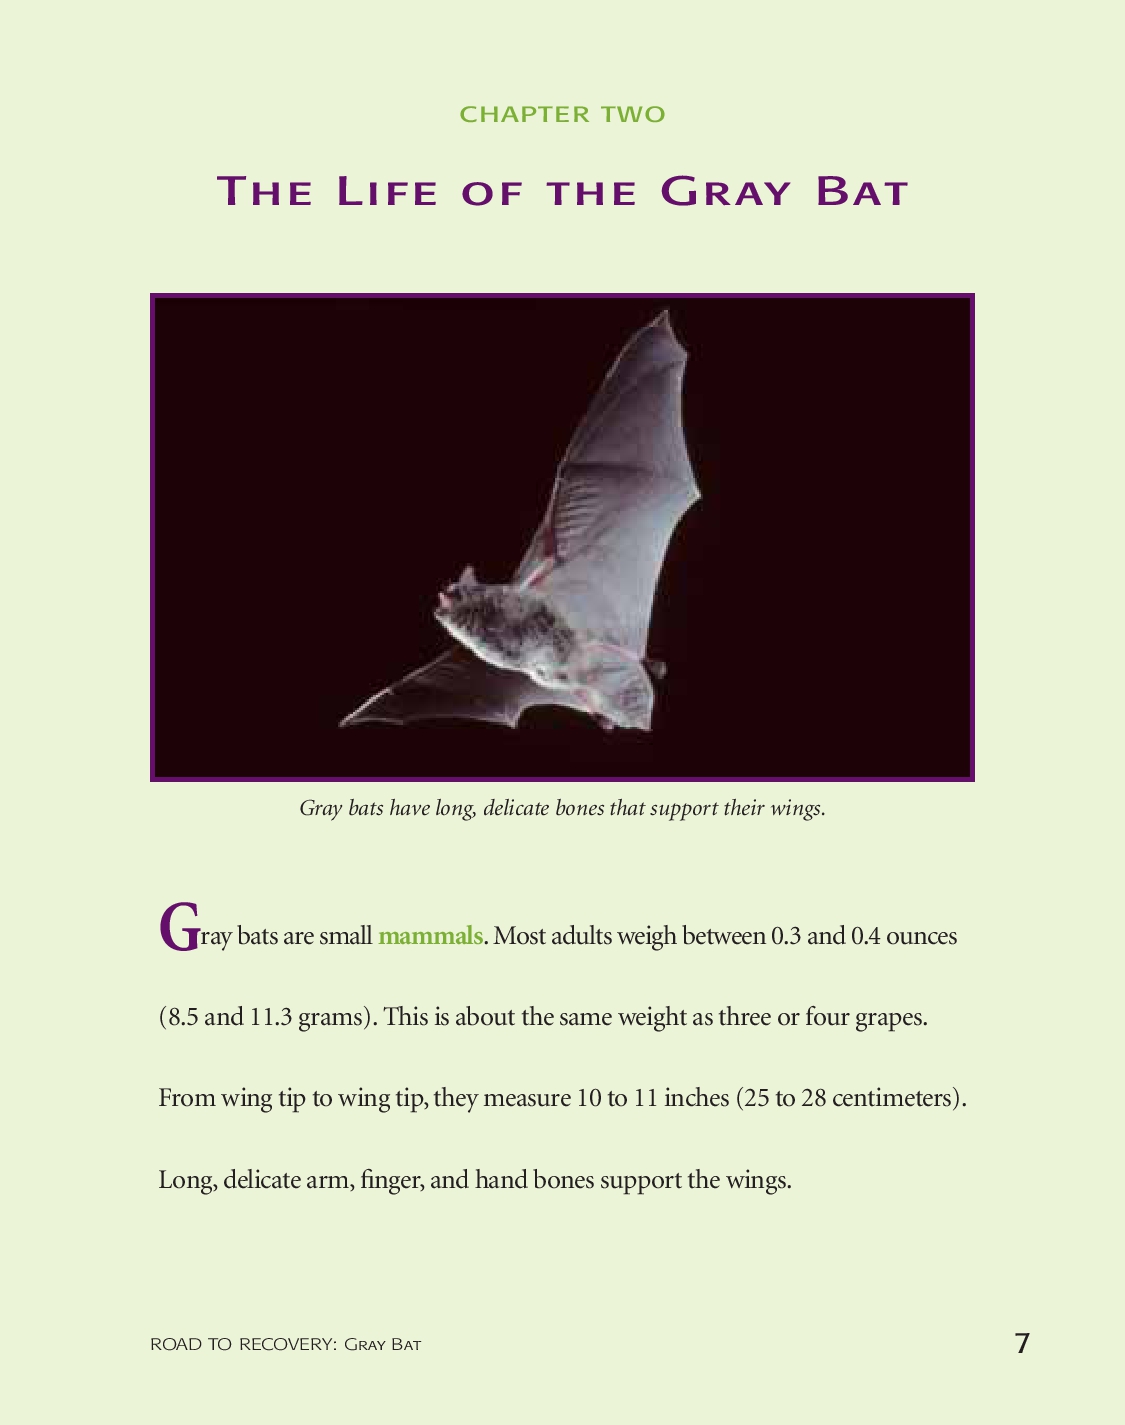 CHAPTER TWO
The Life of the Gray Bat
Gray bats have long, delicate bones that support their wings.
Gray bats are small mammals. Most adults weigh between 0.3 and 0.4 ounces
(8.5 and 11.3 grams). This is about the same weight as three or four grapes.
From wing tip to wing tip, they measure 10 to 11 inches (25 to 28 centimeters).
Long, delicate arm, finger, and hand bones support the wings.
ROAD TO RECOVERY: Gray Bat
7